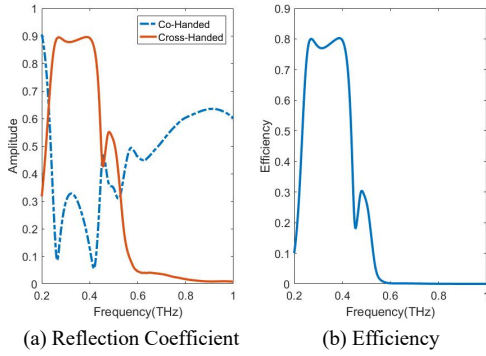 Co-Handed
Cross-Handed
1
0.9
0.8
0.7
0.6
0.5
0.4
0.3
0.2
0.1
0
Amplitude
0.2 0.4 0.6 0.8 1
Frequency(THz)
(a) Reflection Coefficient
0.9
0.8
0.7
0.6
0.5
0.4
0.3
0.2
0.1
0
Efficiency
0.2 0.4 0.6 0.8 1
Frequency(THz)
(b) Efficiency